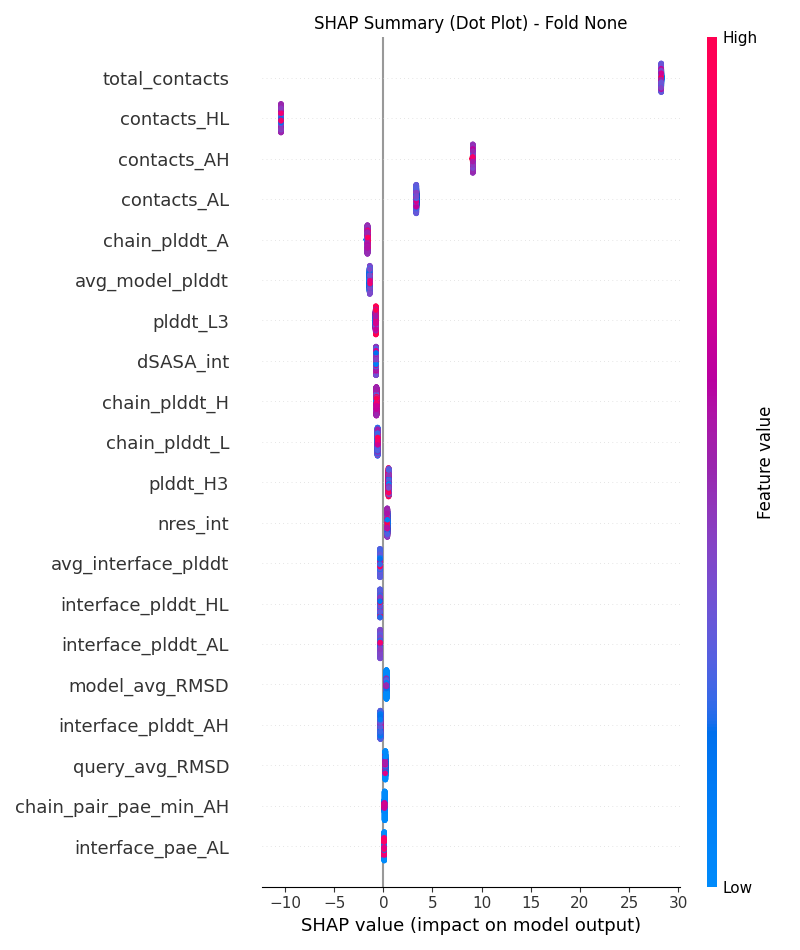 SHAP Summary (Dot Plot) - Fold None
High
total_contacts
contacts_HL
contacts_AH
contacts_AL
chain_plddt_A
avg_model_plddt
plddt_L3
dSASA_int
chain_plddt_H
chain_plddt_L
plddt_H3
nres_int
avg_interface_plddt
interface_plddt_HL
interface_plddt_AL
model_avg_RMSD
interface_plddt_AH
query_avg_RMSD
chain_pair_pae_min_AH
interface_pae_AL
Feature value
Low
−10 −5 0 5 10 15 20 25 30
SHAP value (impact on model output)